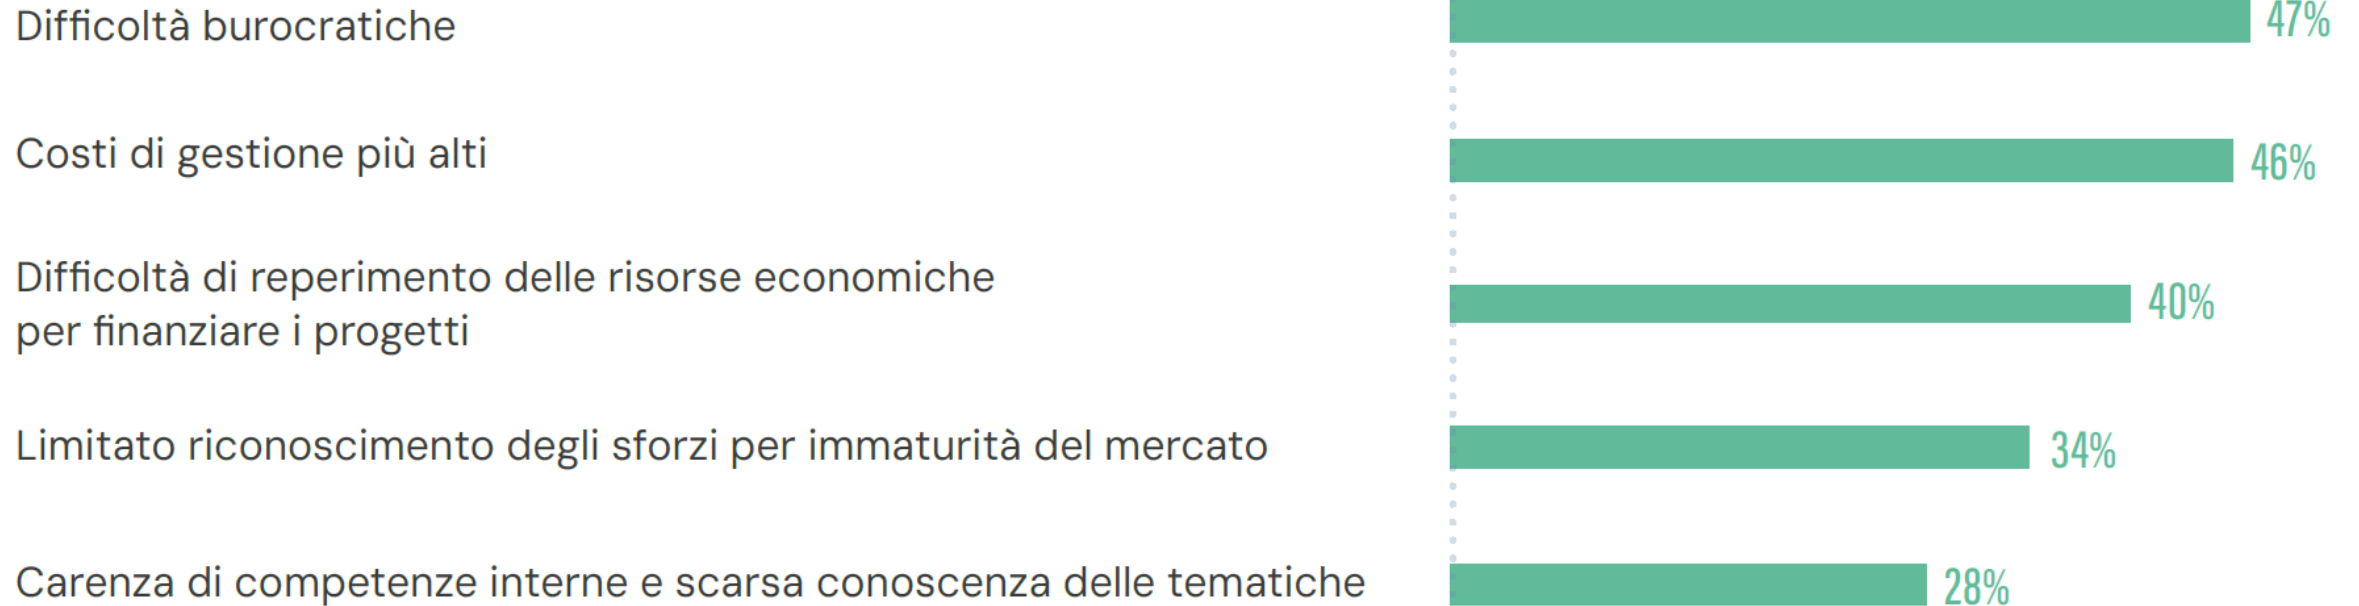 Difficoltà burocratiche 47%
Costi di gestione più alti 46%
Difficoltà di reperimento delle risorse economiche
per finanziare i progetti 40%
Limitato riconoscimento degli sforzi per immaturità del mercato 34%
Carenza di competenze interne e scarsa conoscenza delle tematiche 28%